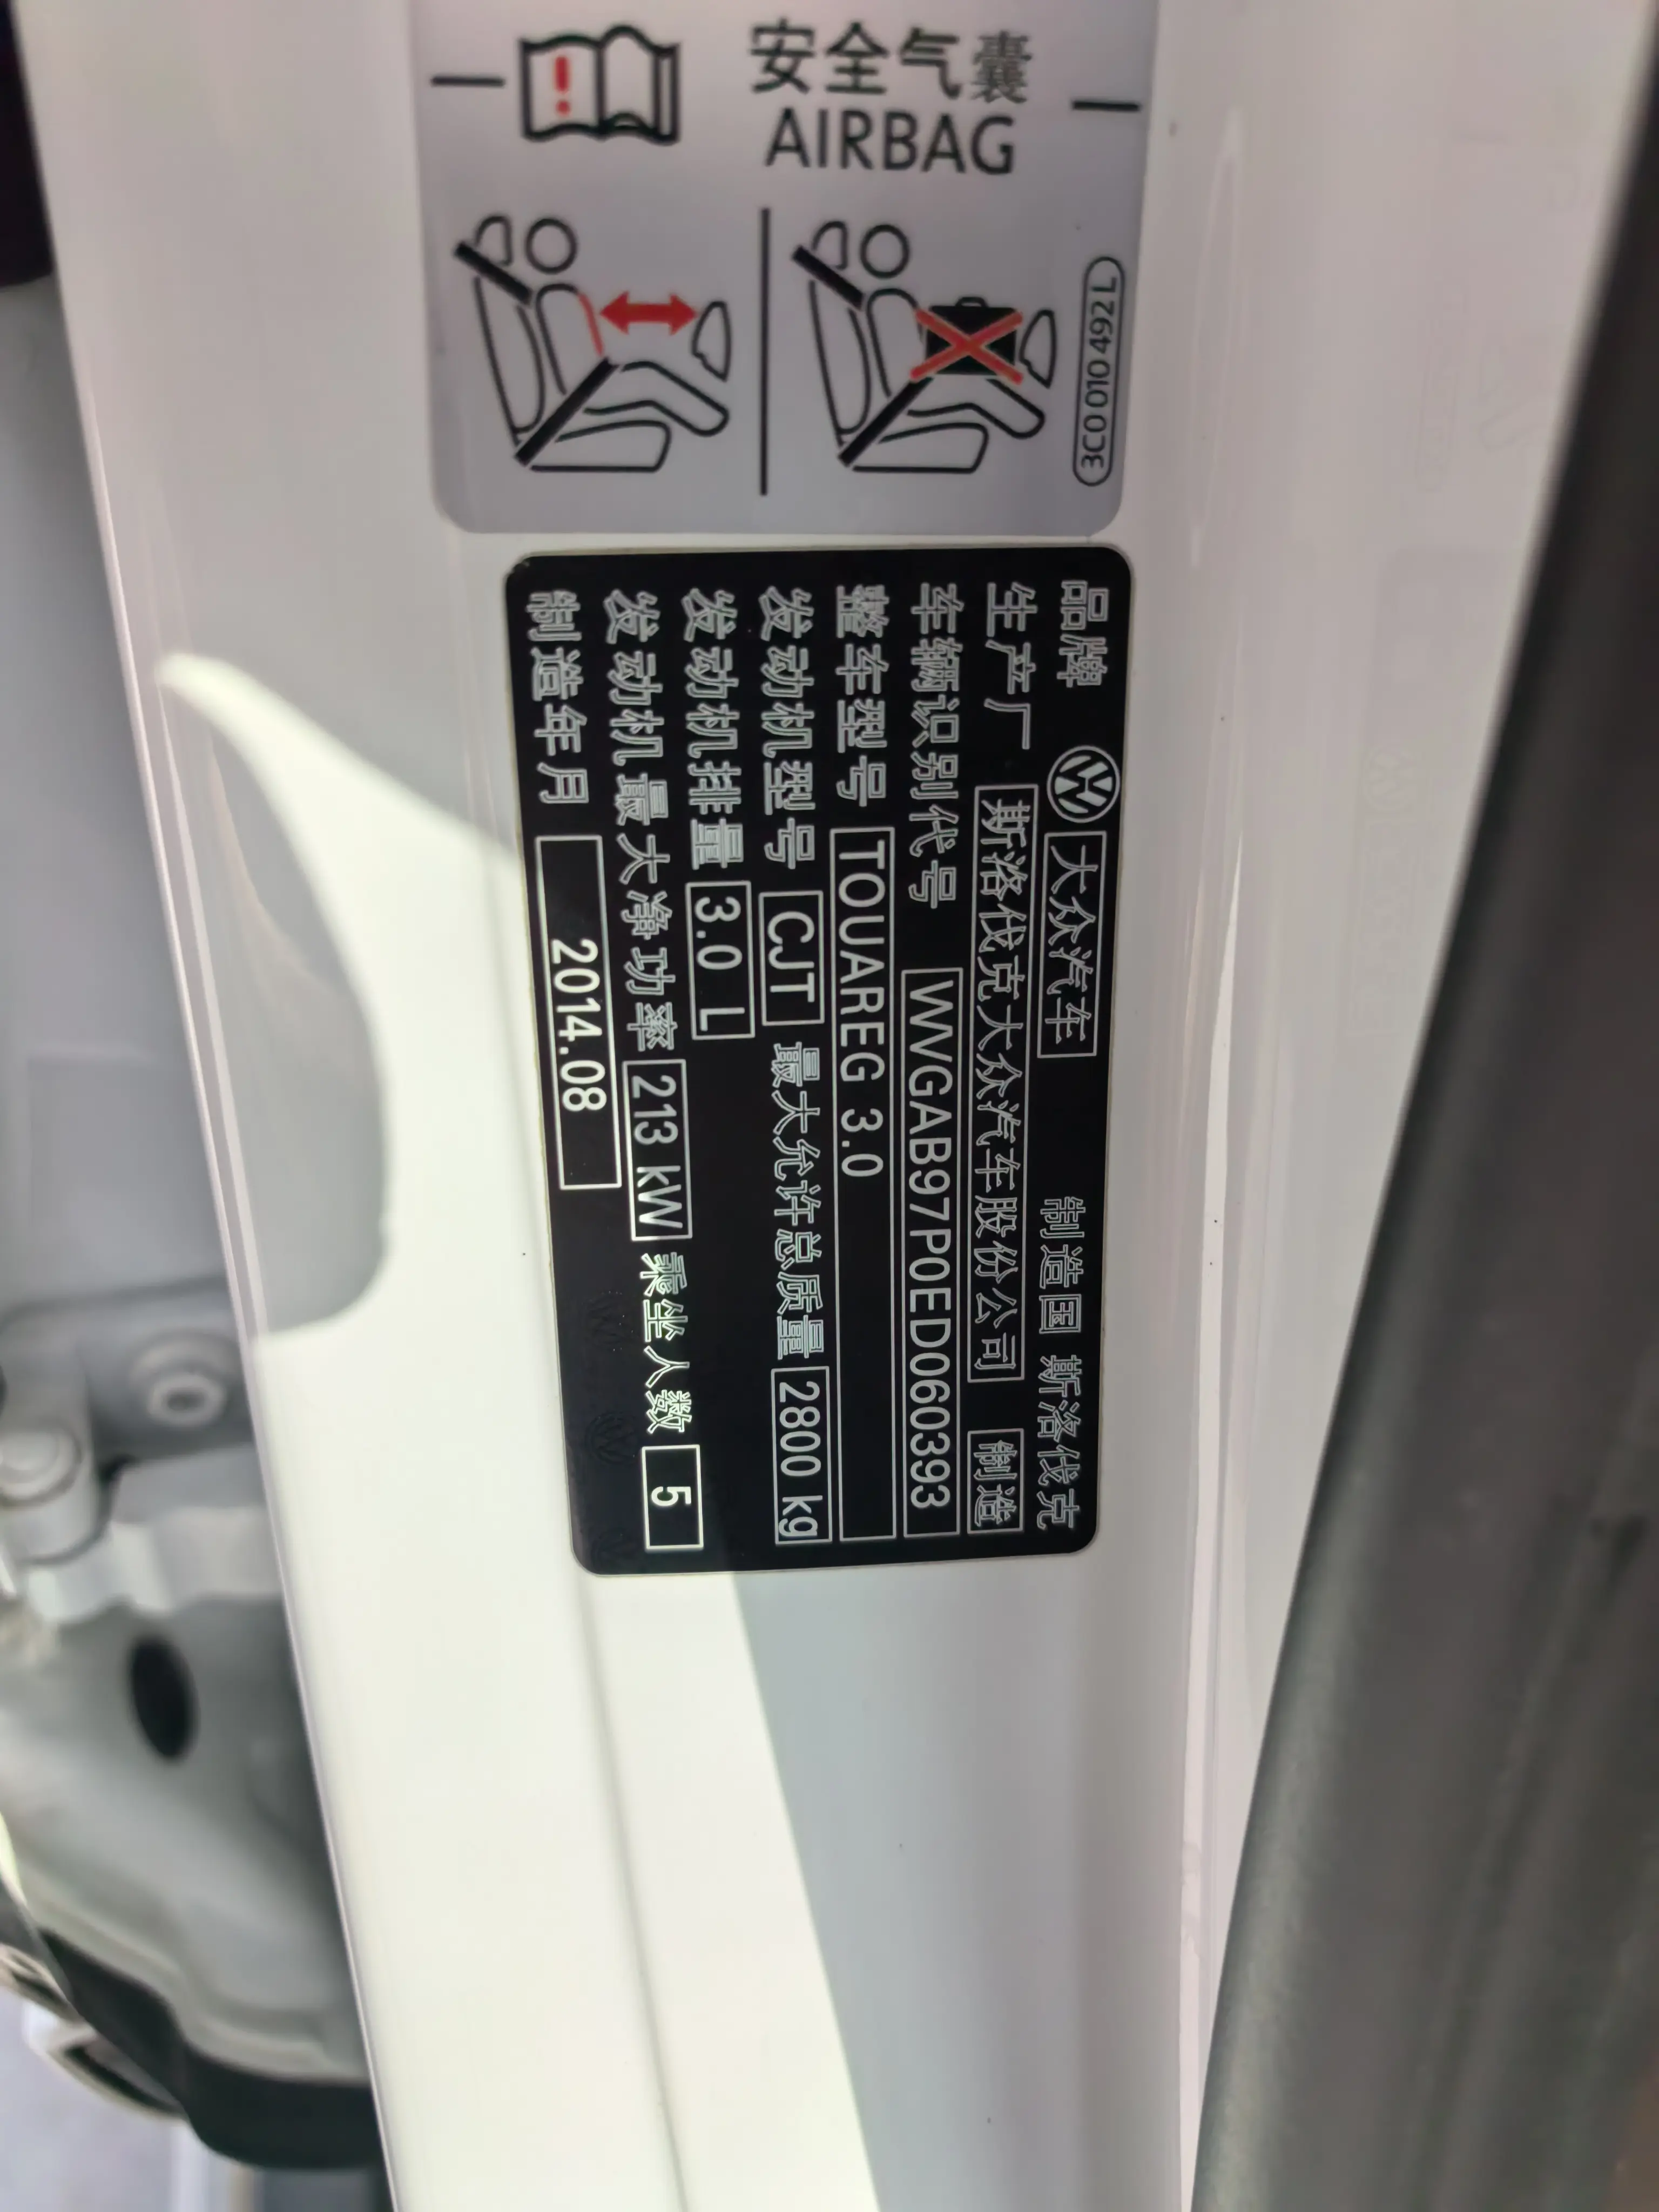 安全气囊
AIRBAG
3C0 010 492 L
品牌 大众汽车 制造国 斯洛伐克
生产厂 斯洛伐克大众汽车股份公司 制造
车辆识别代号 WVGAB97P0ED060393
整车型号 TOUAREG 3.0
发动机型号 CJT 最大允许总质量 2800 kg
发动机排量 3.0 L
发动机最大净功率 213 kW 乘坐人数 5
制造年月 2014.08